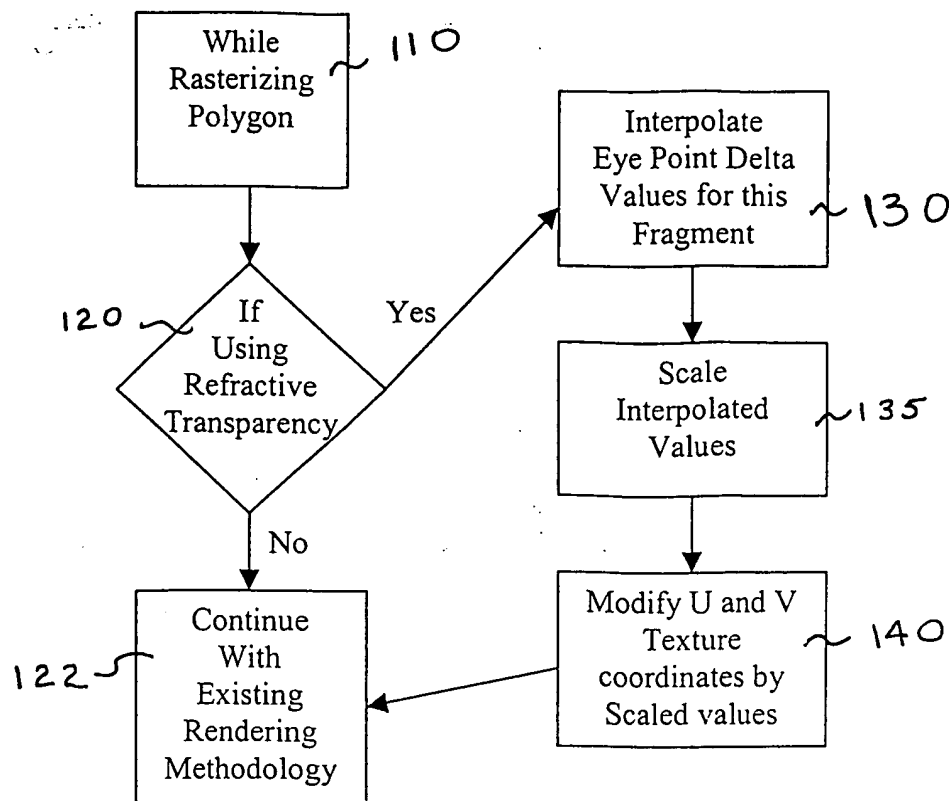 While
Rasterizing
Polygon
110
If
Using
Refractive
Transparency
120
Yes
No
Interpolate
Eye Point Delta
Values for this
Fragment
130
Scale
Interpolated
Values
135
Modify U and V
Texture
coordinates by
Scaled values
140
Continue
With
Existing
Rendering
Methodology
122